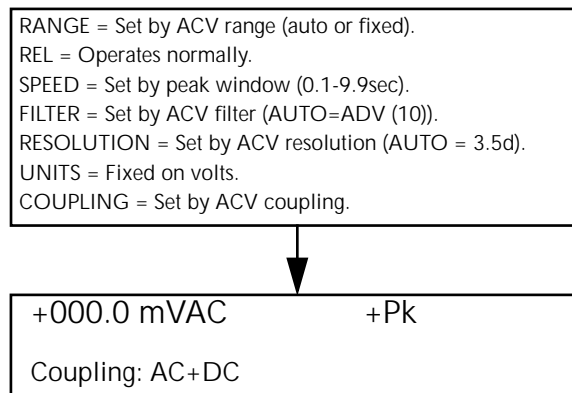 RANGE = Set by ACV range (auto or fixed).
REL = Operates normally.
SPEED = Set by peak window (0.1-9.9sec).
FILTER = Set by ACV filter (AUTO=ADV (10)).
RESOLUTION = Set by ACV resolution (AUTO = 3.5d).
UNITS = Fixed on volts.
COUPLING = Set by ACV coupling.
+000.0 mVAC +Pk
Coupling: AC+DC